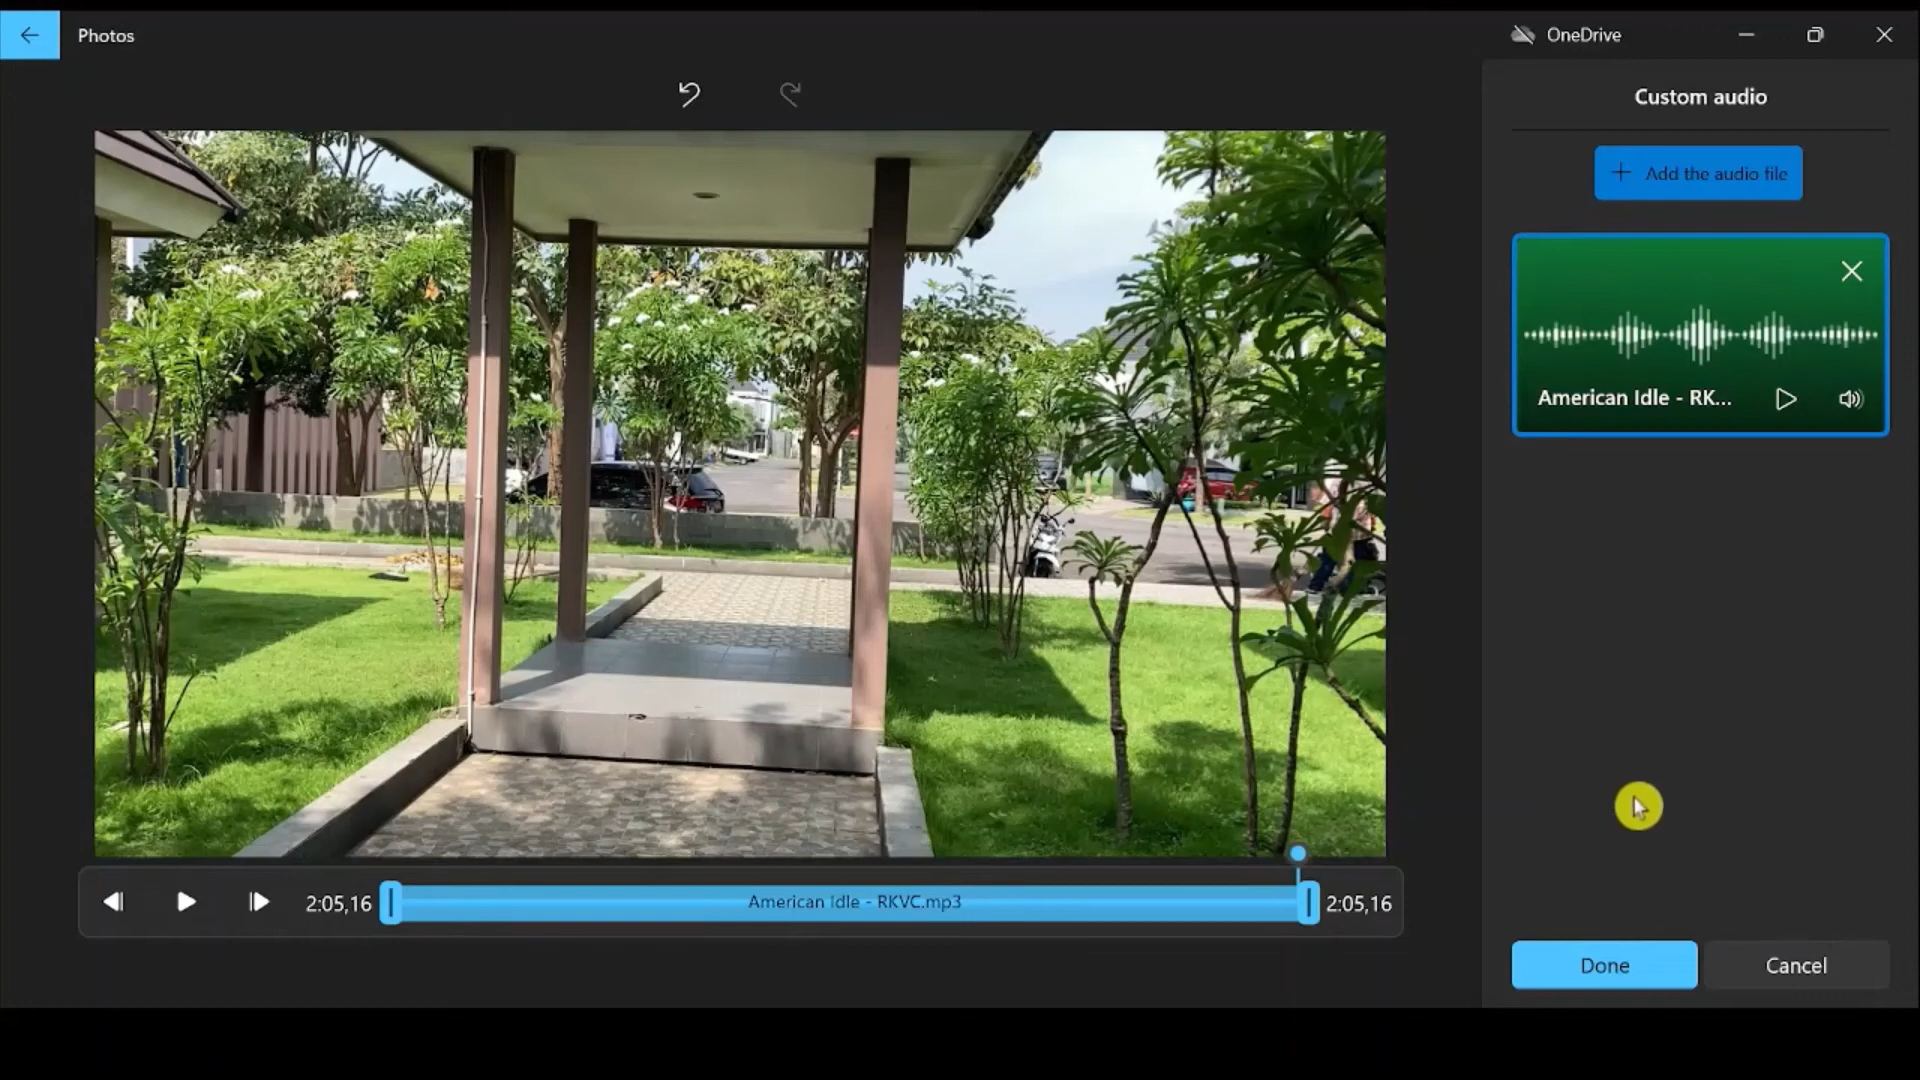 Photos
OneDrive
Custom audio
Add the audio file
American Idle - RK...
2:05,16
American Idle - RKVC.mp3
2:05,16
Done
Cancel